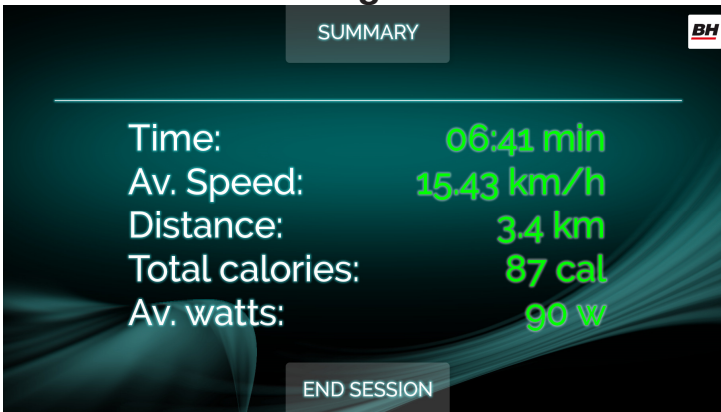 SUMMARY
BH
Time: 06:41 min
Av. Speed: 15.43 km/h
Distance: 3.4 km
Total calories: 87 cal
Av. watts: 90 w
END SESSION